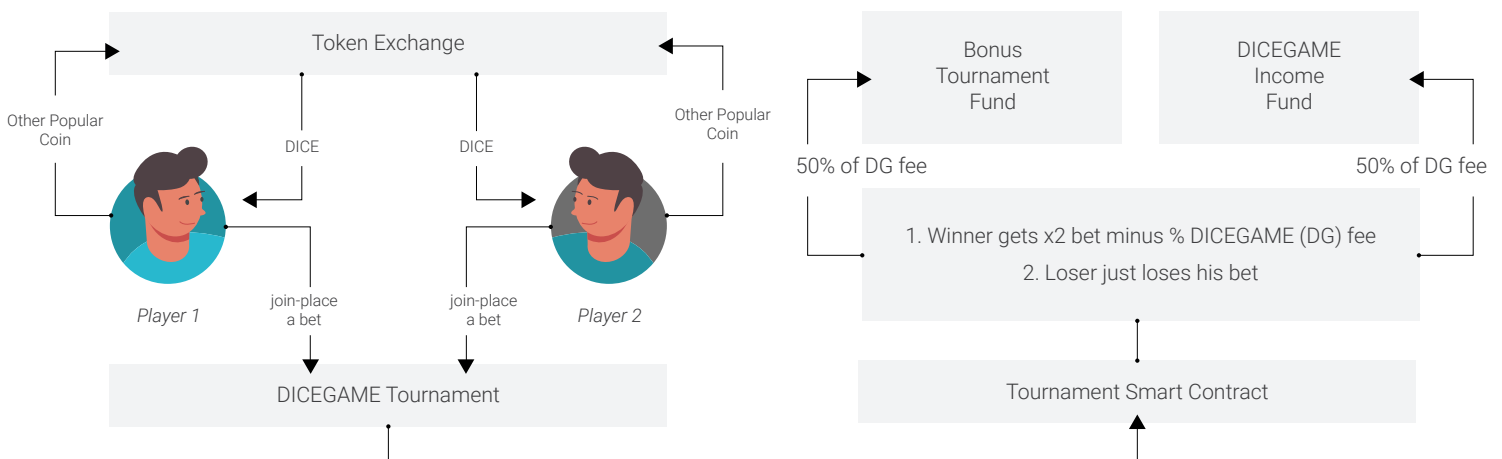 Token Exchange
Other Popular
Coin
DICE
DICE
Other Popular
Coin
Player 1
join-place
a bet
join-place
a bet
Player 2
DICEGAME Tournament
Bonus
Tournament
Fund
DICEGAME
Income
Fund
50% of DG fee
50% of DG fee
1. Winner gets x2 bet minus % DICEGAME (DG) fee
2. Loser just loses his bet
Tournament Smart Contract